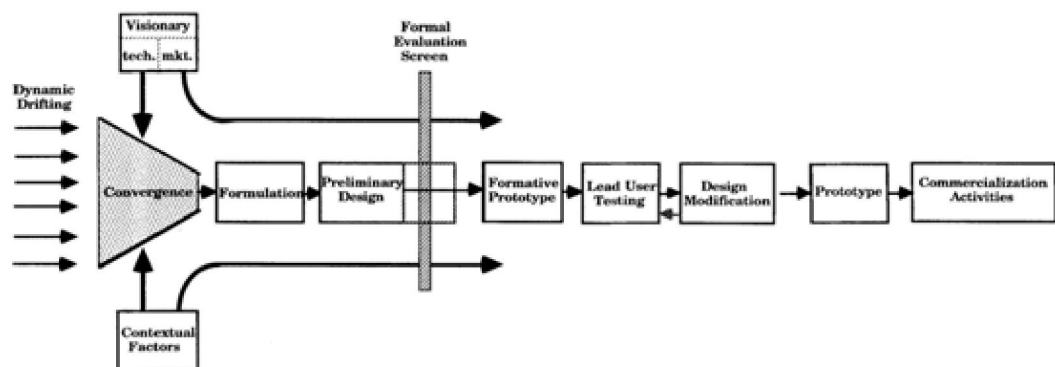 Visionary
tech. mkt.
Formal
Evaluation
Screen
Dynamic
Drifting
Convergence
Formulation
Preliminary
Design
Formative
Prototype
Lead User
Testing
Design
Modification
Prototype
Commercialization
Activities
Contextual
Factors